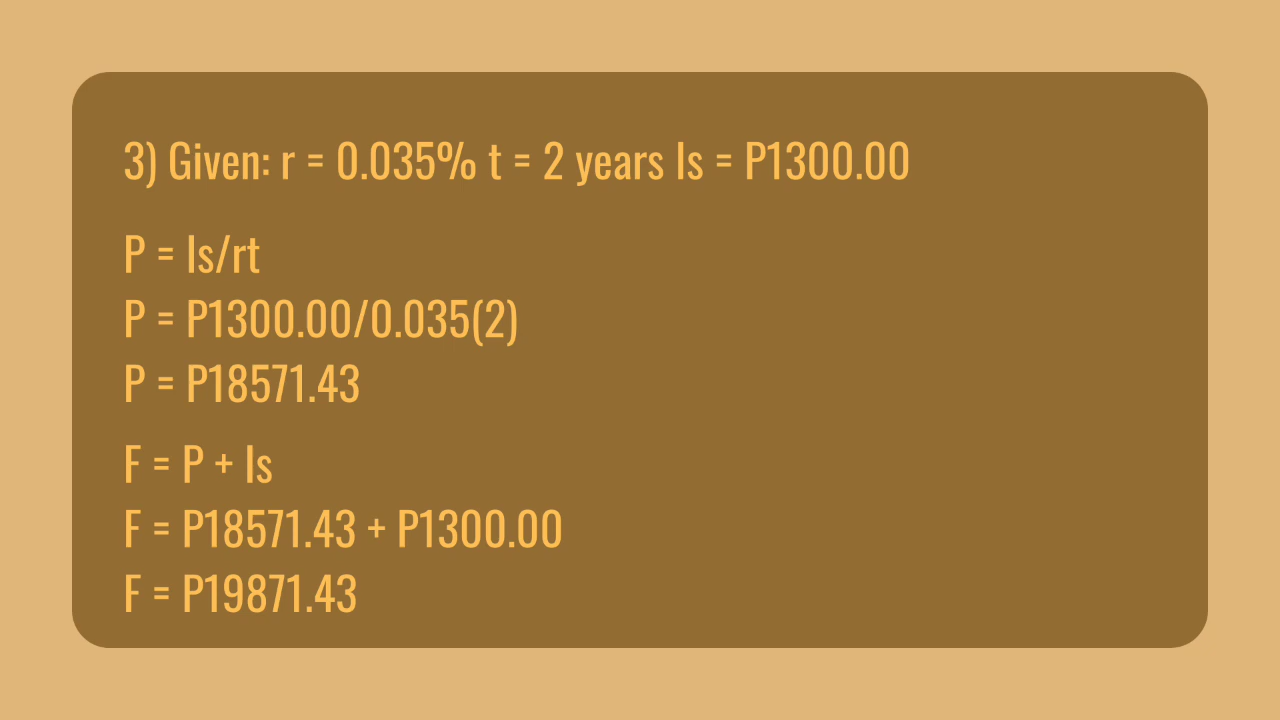 3) Given: r = 0.035% t = 2 years Is = P1300.00
P = Is/rt
P = P1300.00/0.035(2)
P = P18571.43
F = P + Is
F = P18571.43 + P1300.00
F = P19871.43